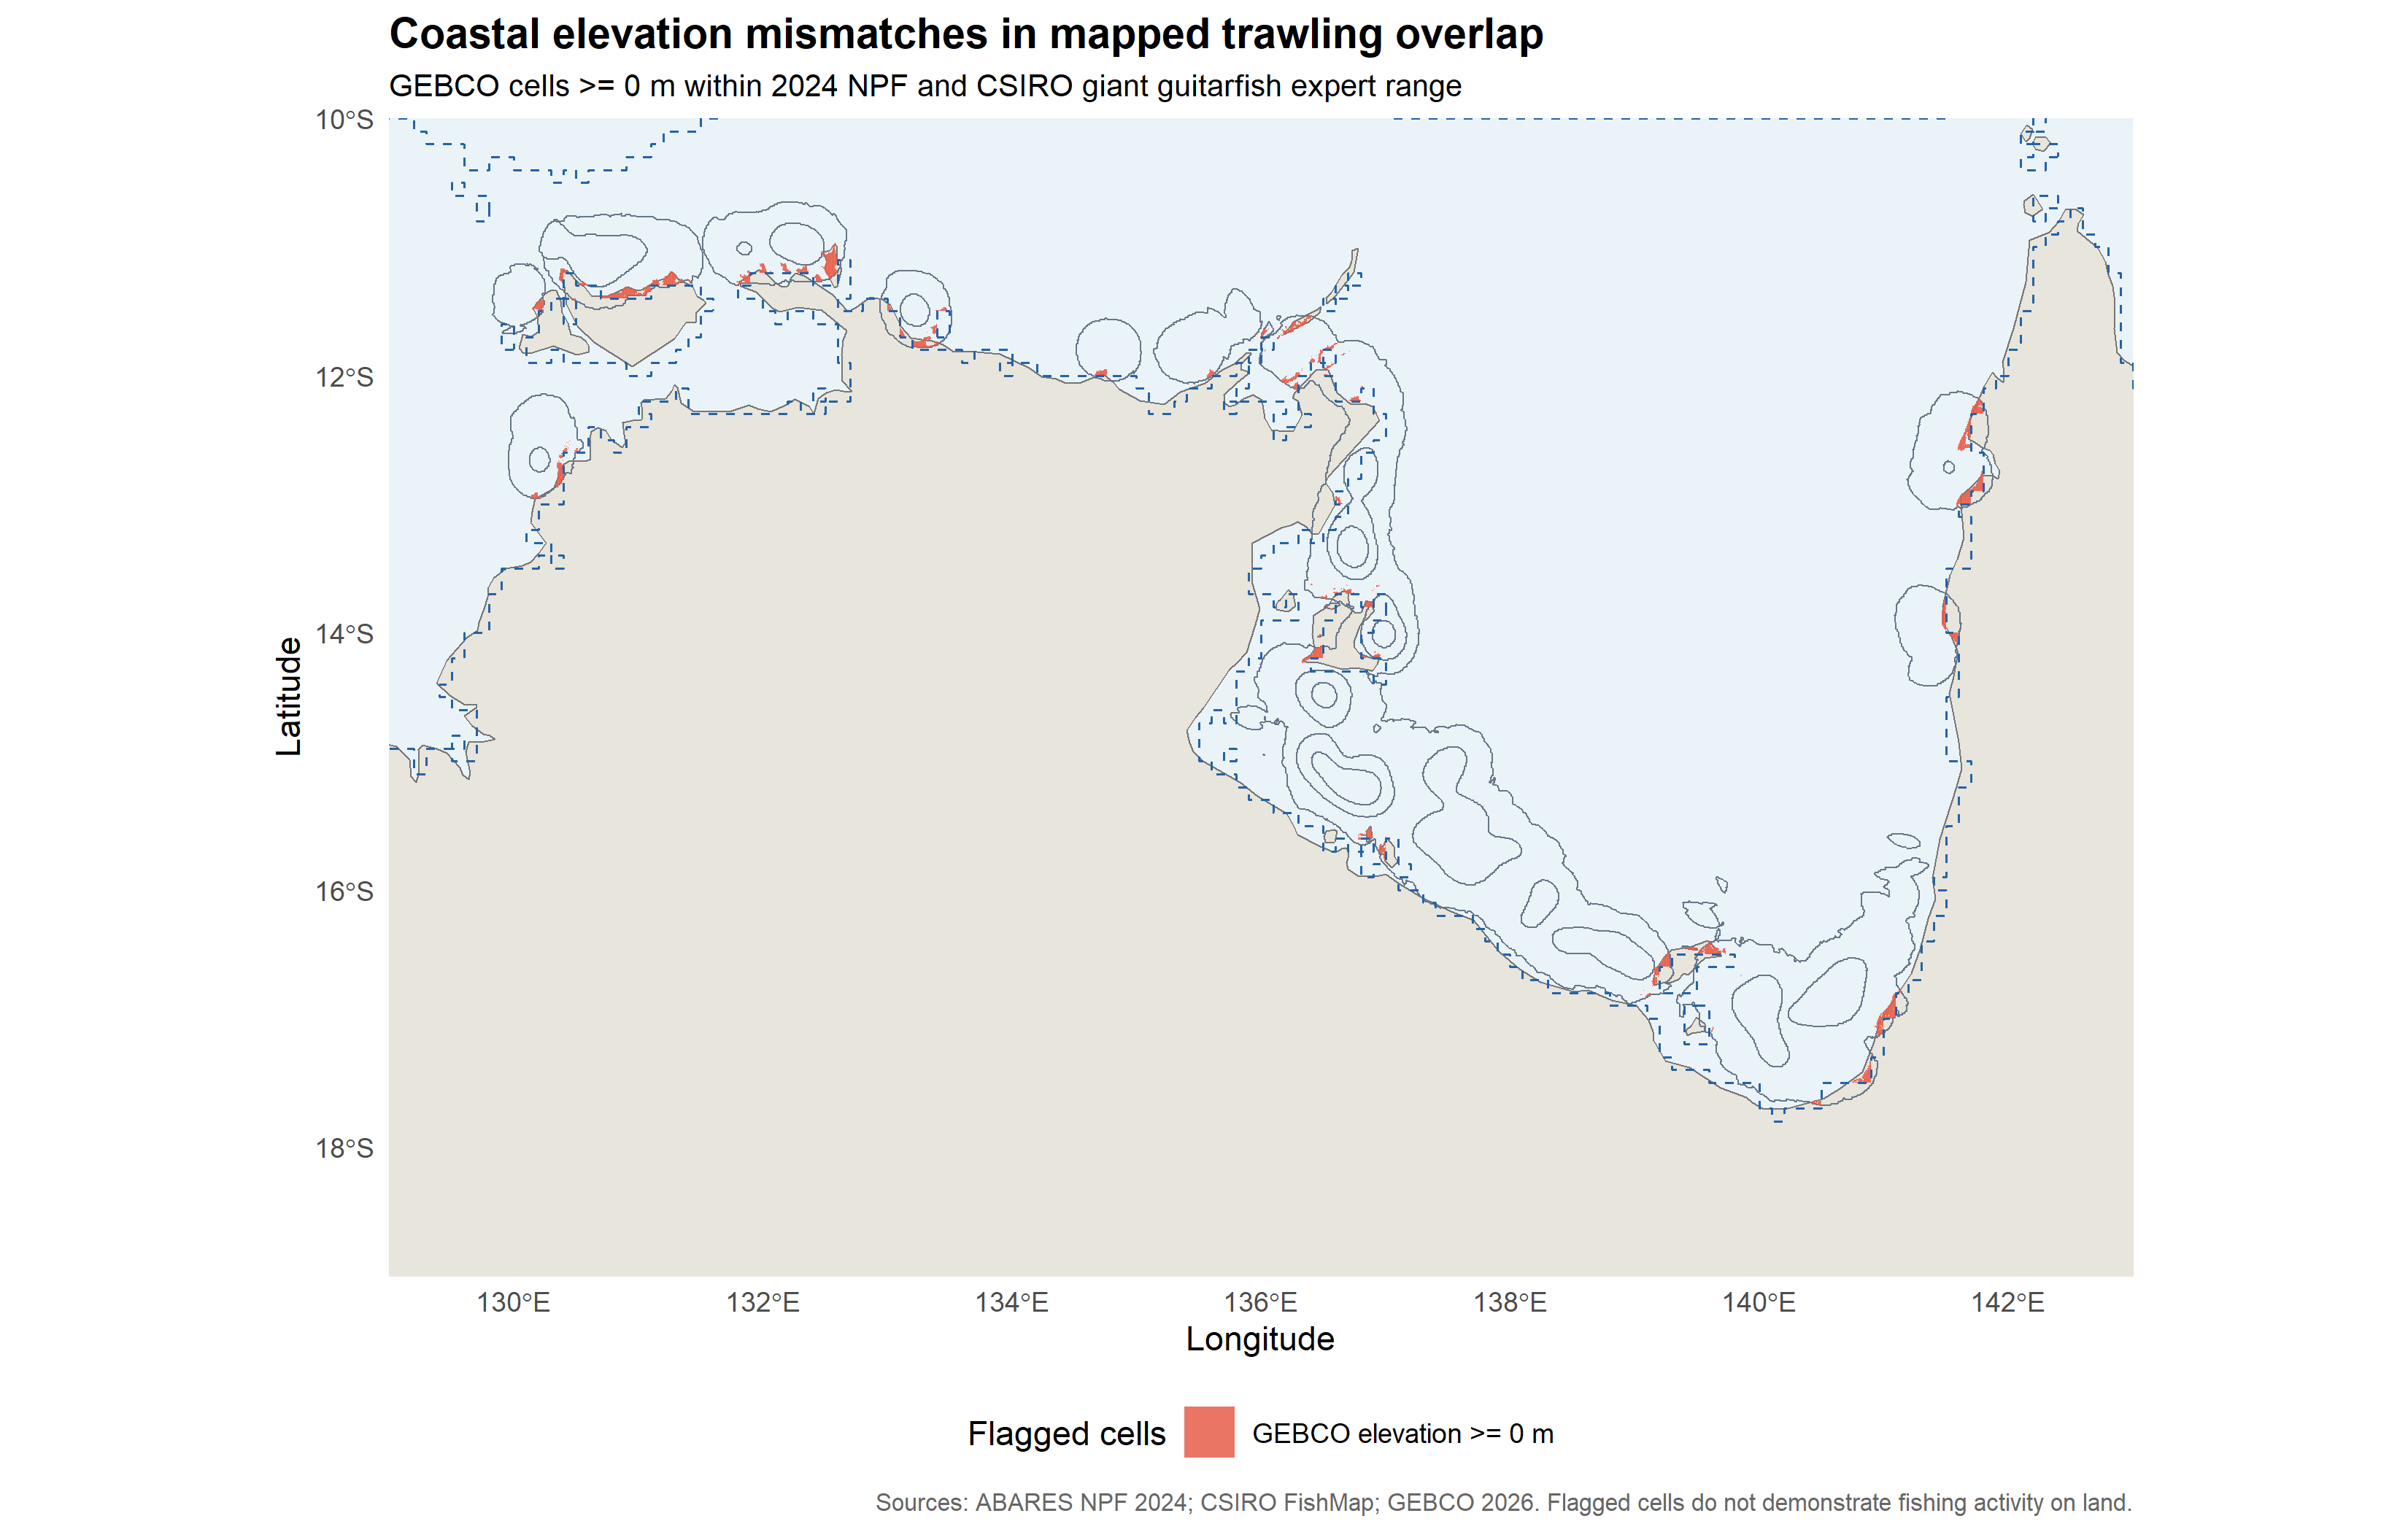 Coastal elevation mismatches in mapped trawling overlap
GEBCO cells >= 0 m within 2024 NPF and CSIRO giant guitarfish expert range
10°S
12°S
14°S
16°S
18°S
Latitude
130°E 132°E 134°E 136°E 138°E 140°E 142°E
Longitude
Flagged cells GEBCO elevation >= 0 m
Sources: ABARES NPF 2024; CSIRO FishMap; GEBCO 2026. Flagged cells do not demonstrate fishing activity on land.